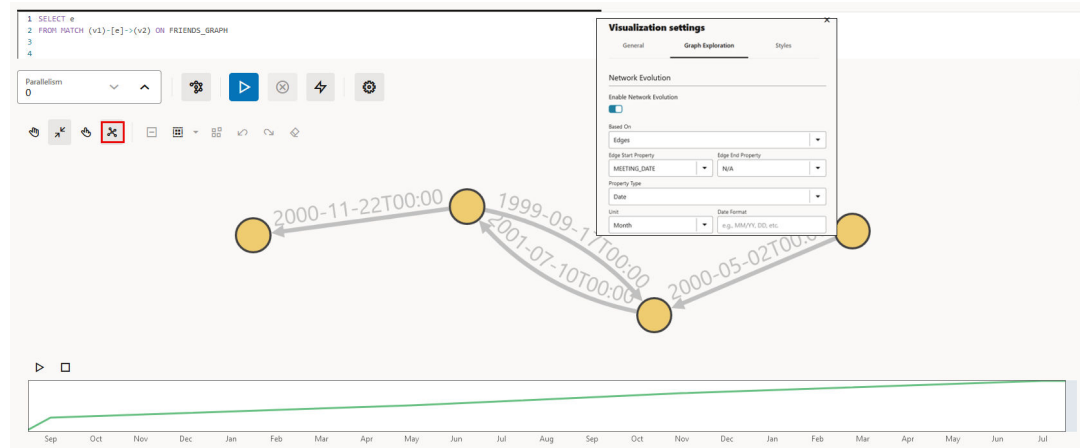 1 SELECT e
2 FROM MATCH (v1)-[e]->(v2) ON FRIENDS_GRAPH
3
4
Parallelism
0
Visualization settings
General Graph Exploration Styles
Network Evolution
Enable Network Evolution
Based On
Edges
Edge Start Property Edge End Property
MEETING_DATE N/A
Property Type
Date
Unit Date Format
Month e.g., MM/YY, DD, etc.
2000-11-22T00:00
1999-09-17T00:00
2001-07-10T00:00
2000-05-02T00:0
Sep Oct Nov Dec Jan Feb Mar Apr May Jun Jul Aug Sep Oct Nov Dec Jan Feb Mar Apr May Jun Jul